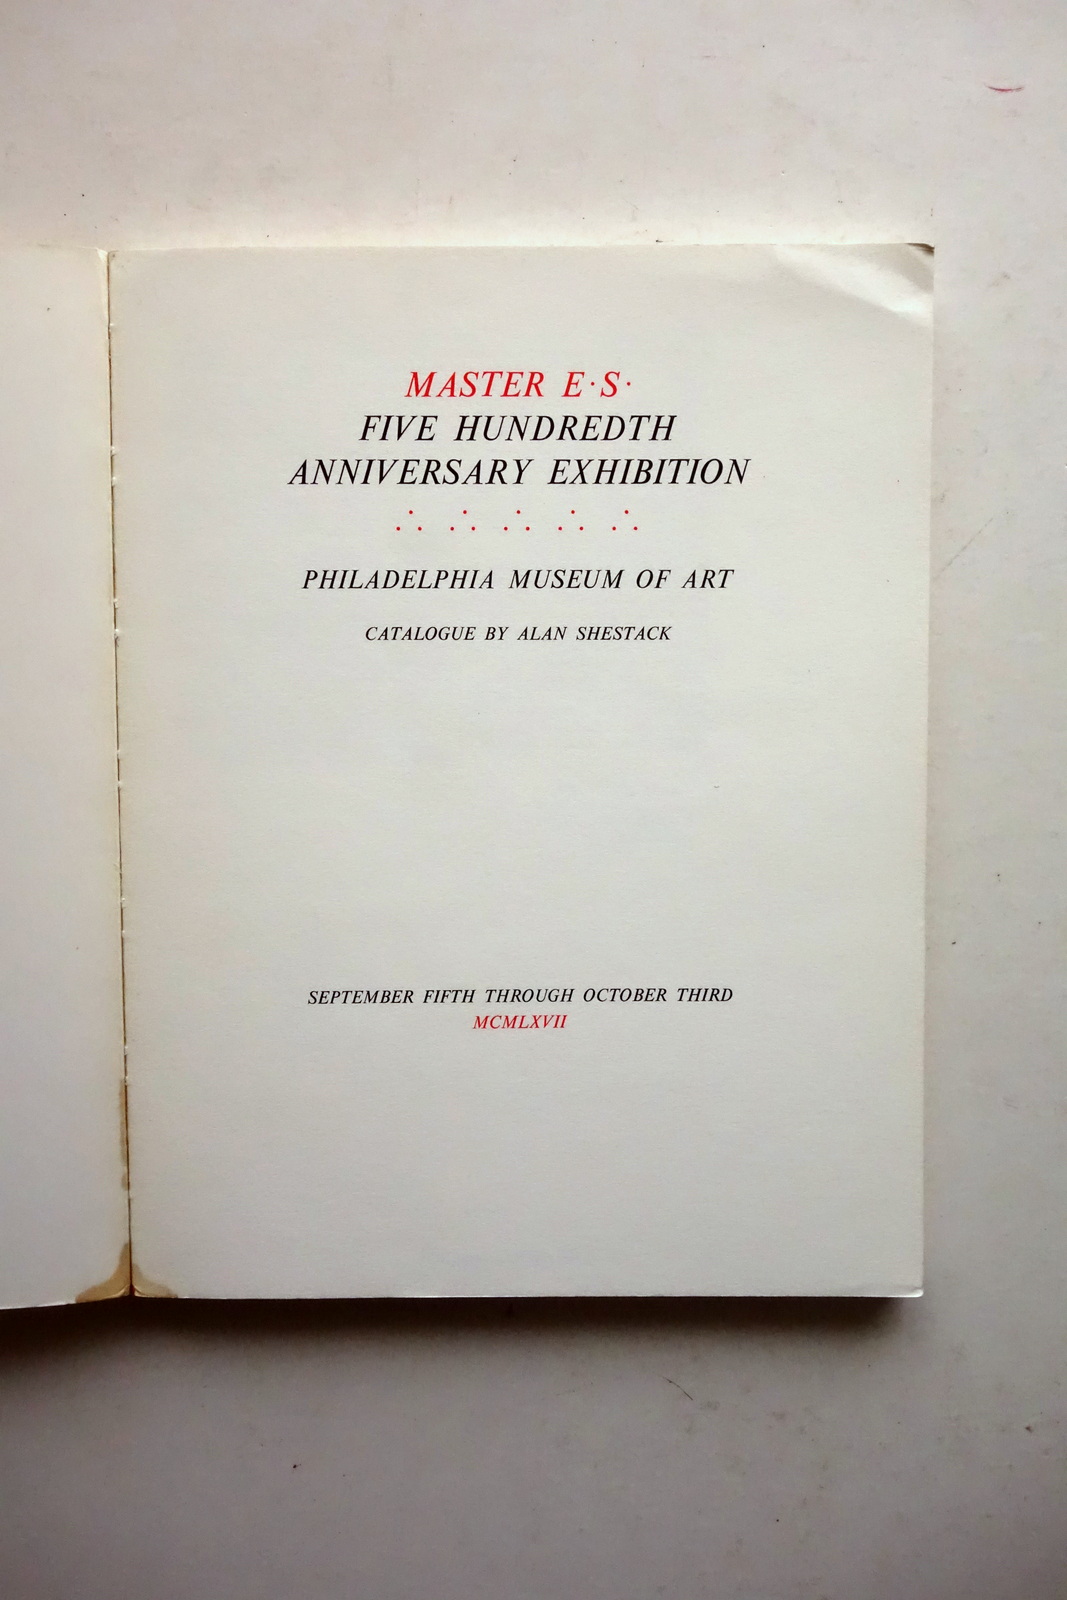 MASTER E·S·
FIVE HUNDREDTH
ANNIVERSARY EXHIBITION
PHILADELPHIA MUSEUM OF ART
CATALOGUE BY ALAN SHESTACK
SEPTEMBER FIFTH THROUGH OCTOBER THIRD
MCMLXVII